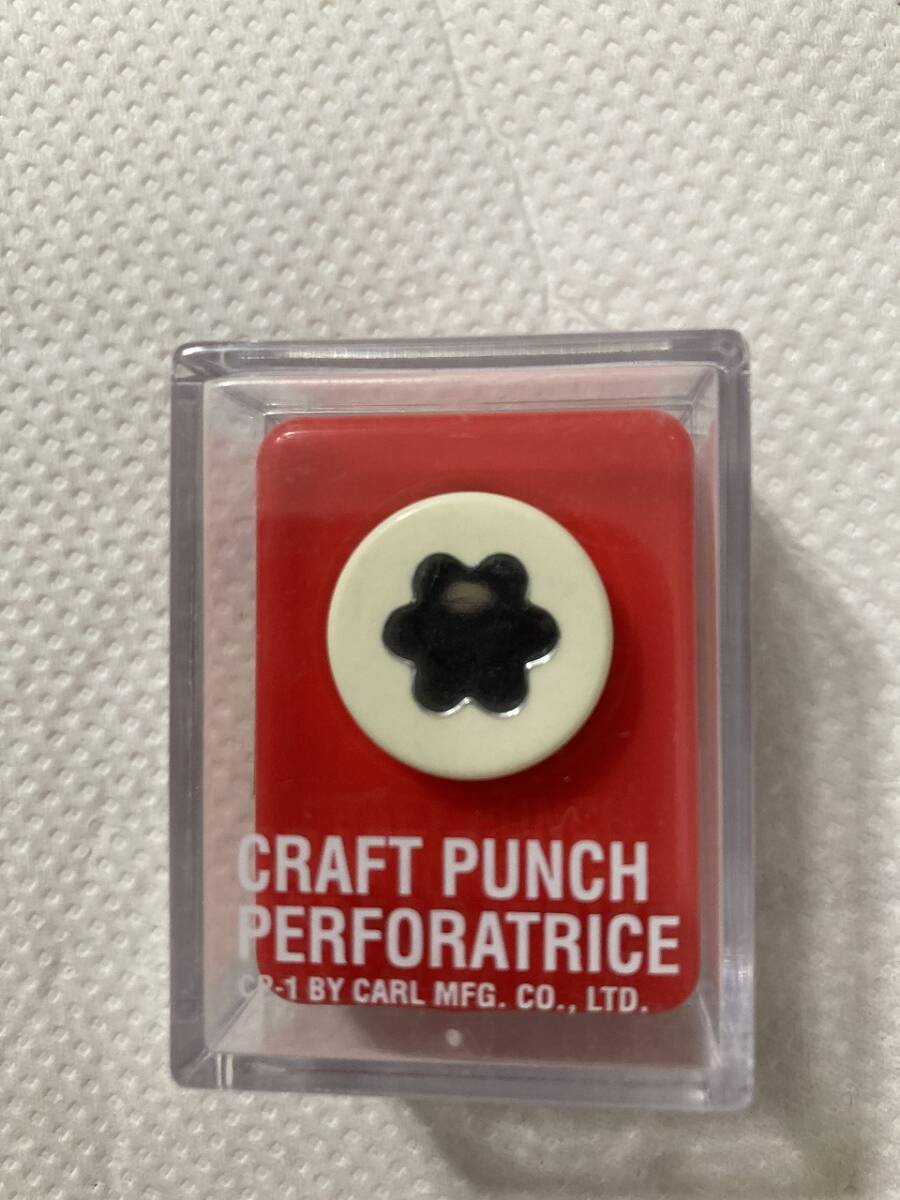 CRAFT PUNCH
PERFORATRICE
CP-1 BY CARL MFG. CO., LTD.